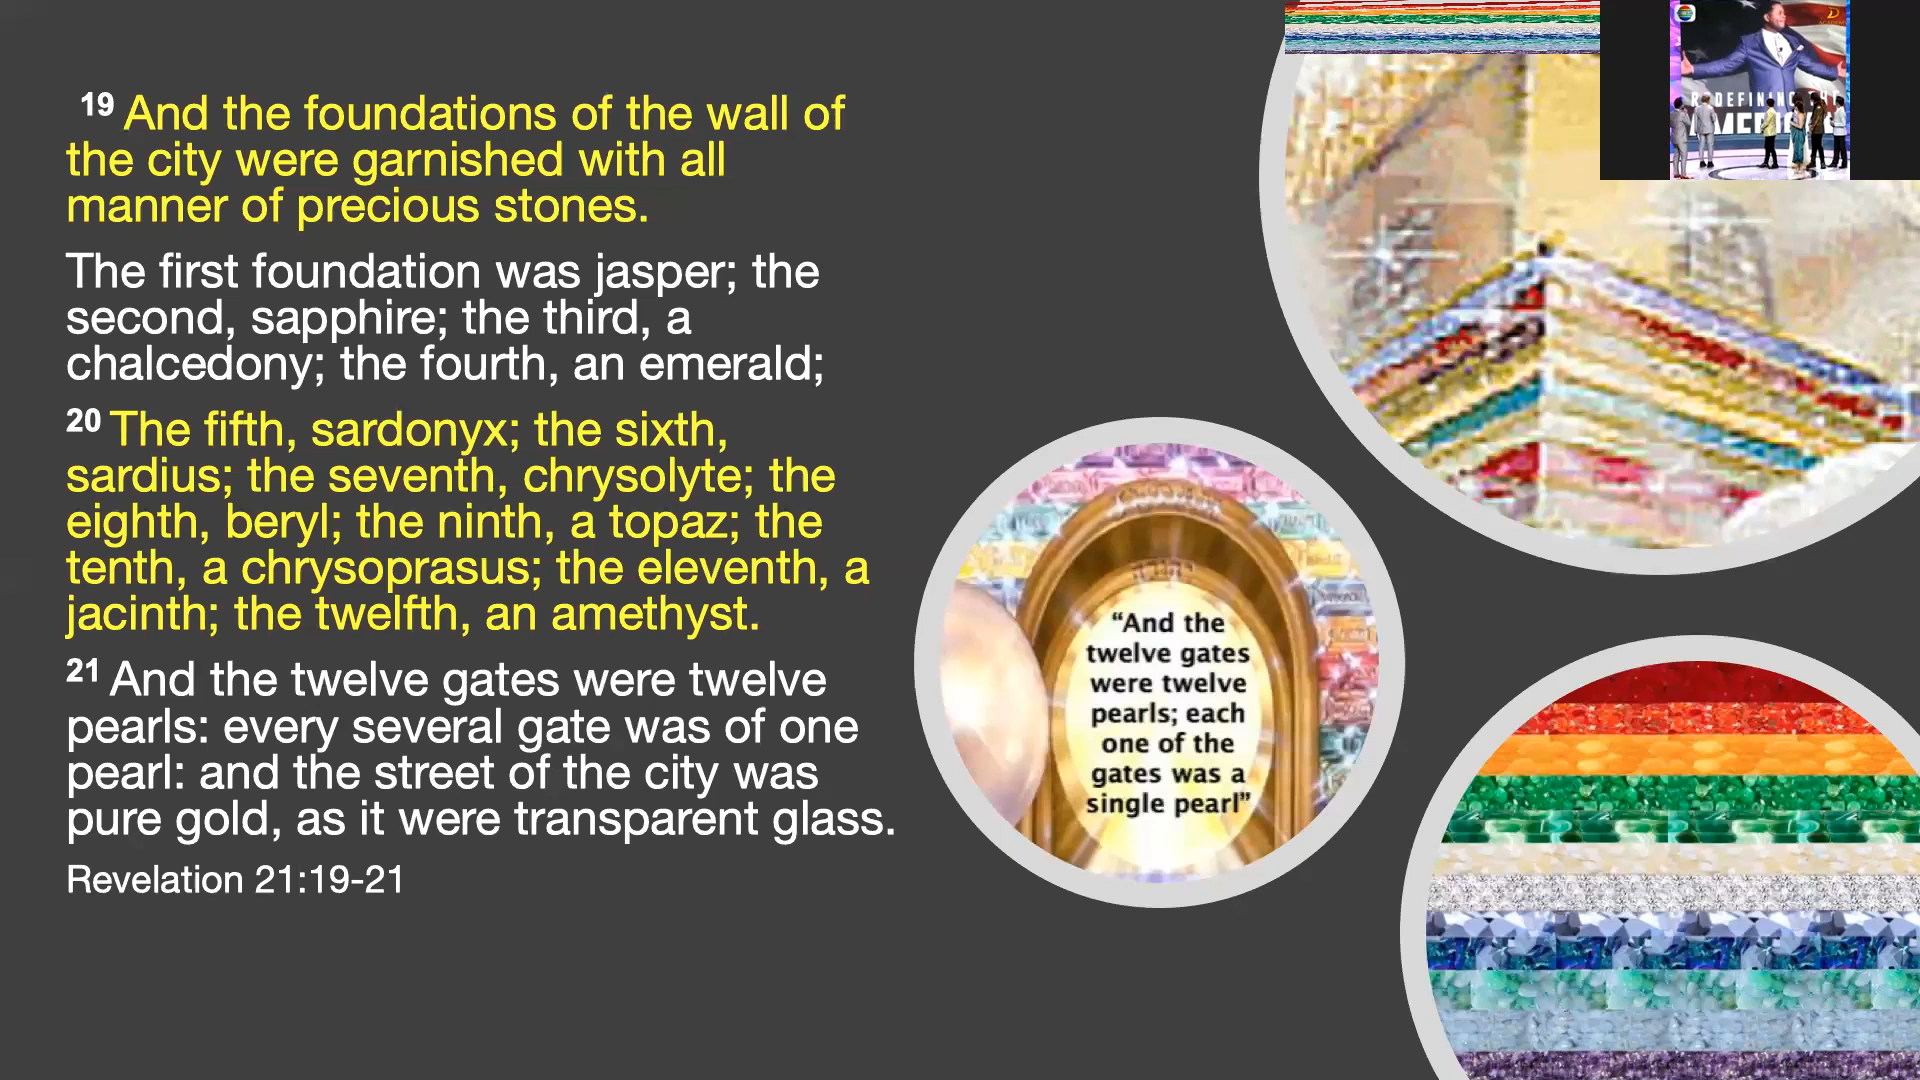 19 And the foundations of the wall of
the city were garnished with all
manner of precious stones.
The first foundation was jasper; the
second, sapphire; the third, a
chalcedony; the fourth, an emerald;
20 The fifth, sardonyx; the sixth,
sardius; the seventh, chrysolyte; the
eighth, beryl; the ninth, a topaz; the
tenth, a chrysoprasus; the eleventh, a
jacinth; the twelfth, an amethyst.
21 And the twelve gates were twelve
pearls: every several gate was of one
pearl: and the street of the city was
pure gold, as it were transparent glass.
Revelation 21:19-21
“And the
twelve gates
were twelve
pearls; each
one of the
gates was a
single pearl”